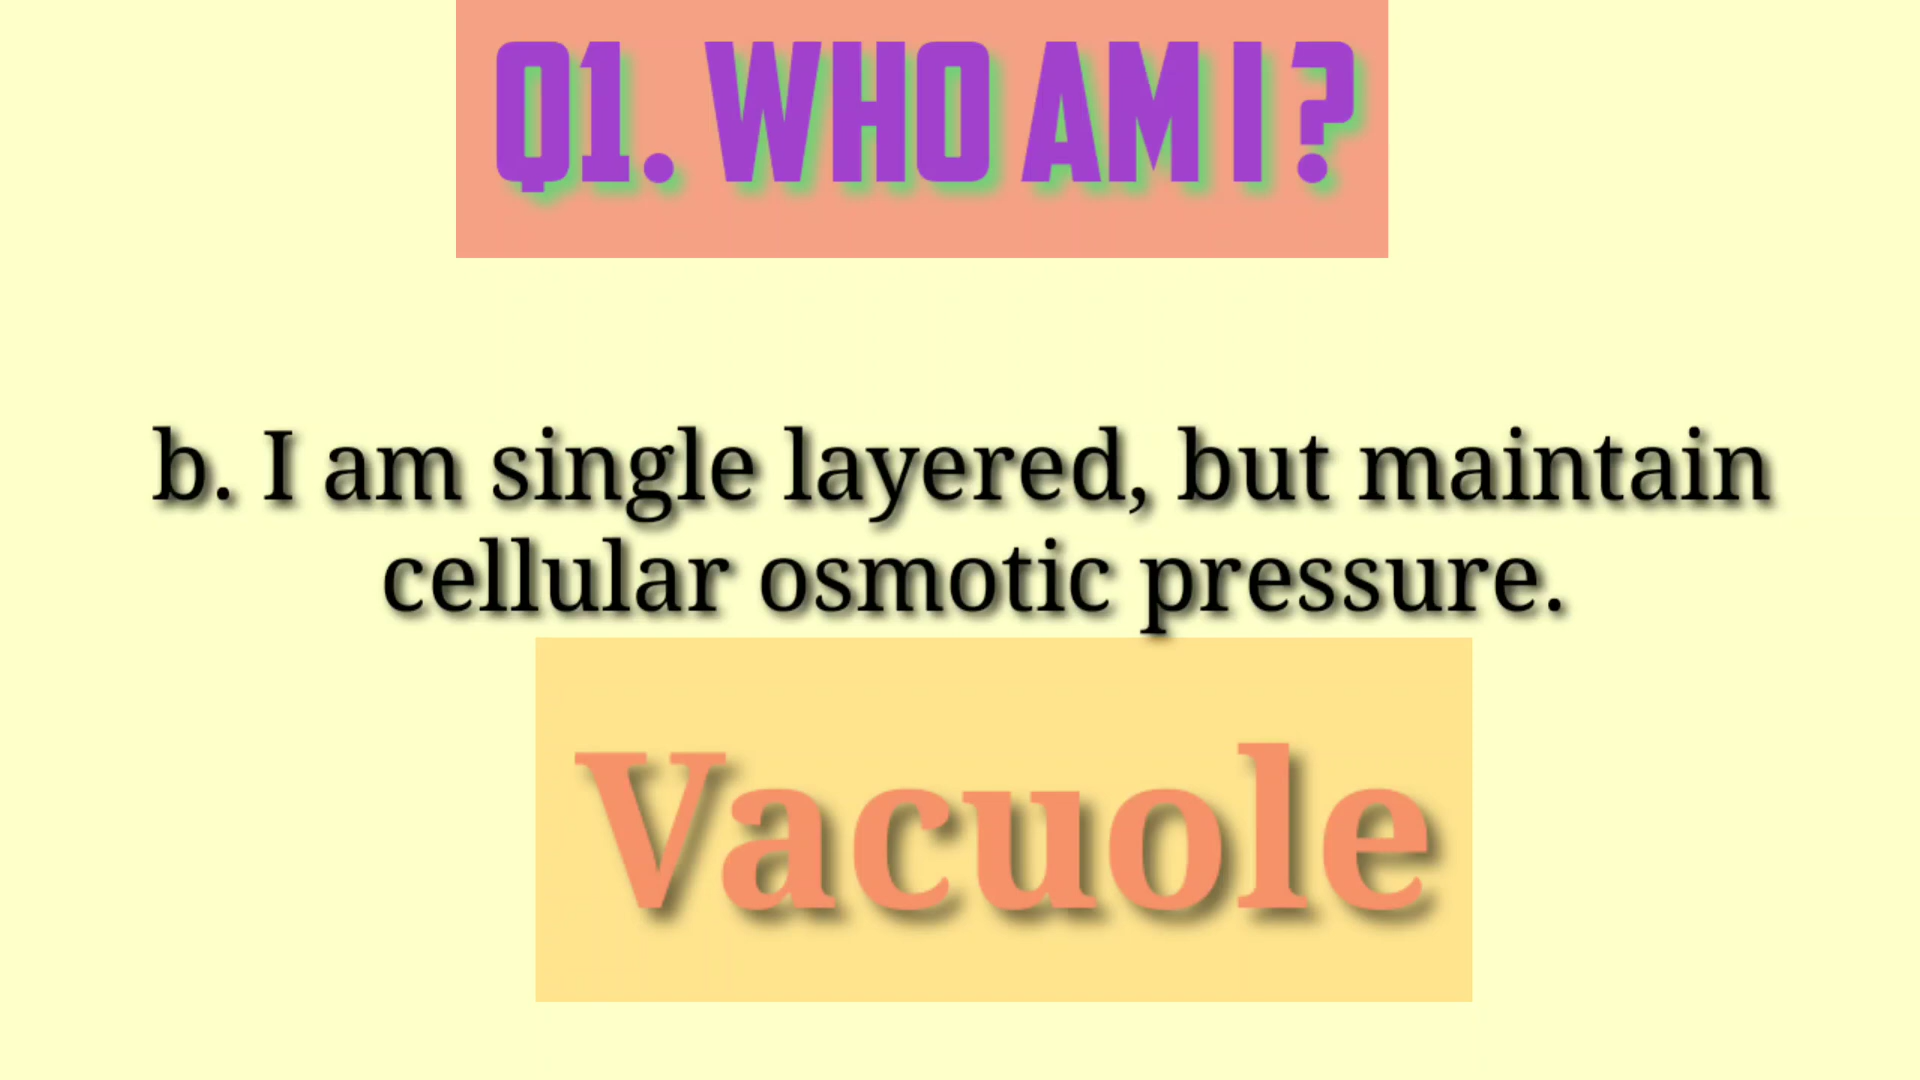 Q1. WHO AM I ?
b. I am single layered, but maintain
cellular osmotic pressure.
Vacuole